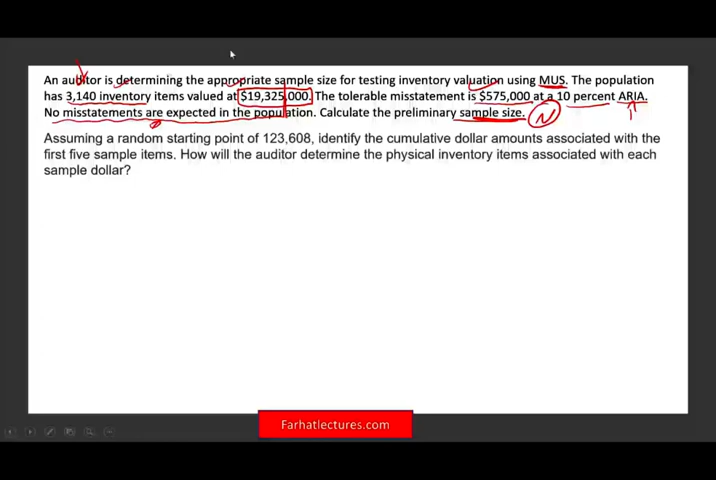 An auditor is determining the appropriate sample size for testing inventory valuation using MUS. The population
has 3,140 inventory items valued at $19,325,000. The tolerable misstatement is $575,000 at a 10 percent ARIA.
No misstatements are expected in the population. Calculate the preliminary sample size. N
Assuming a random starting point of 123,608, identify the cumulative dollar amounts associated with the
first five sample items. How will the auditor determine the physical inventory items associated with each
sample dollar?
Farhatlectures.com